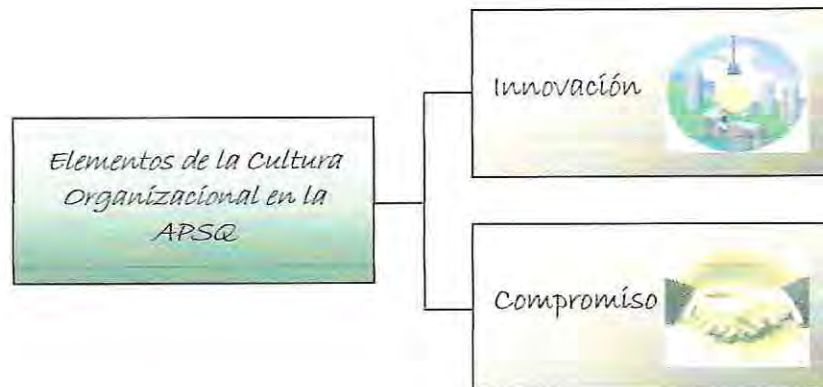 Elementos de la Cultura
Organizacional en la
APSQ
Innovación
Compromiso